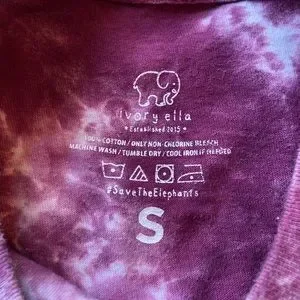 ivory ella
• Established 2015 •
100% COTTON / ONLY NON-CHLORINE BLEACH
MACHINE WASH / TUMBLE DRY / COOL IRON IF NEEDED
#SaveTheElephants
S